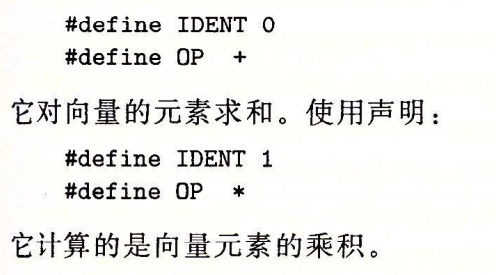 #define IDENT 0
#define OP  +
它对向量的元素求和。使用声明：
#define IDENT 1
#define OP  *
它计算的是向量元素的乘积。